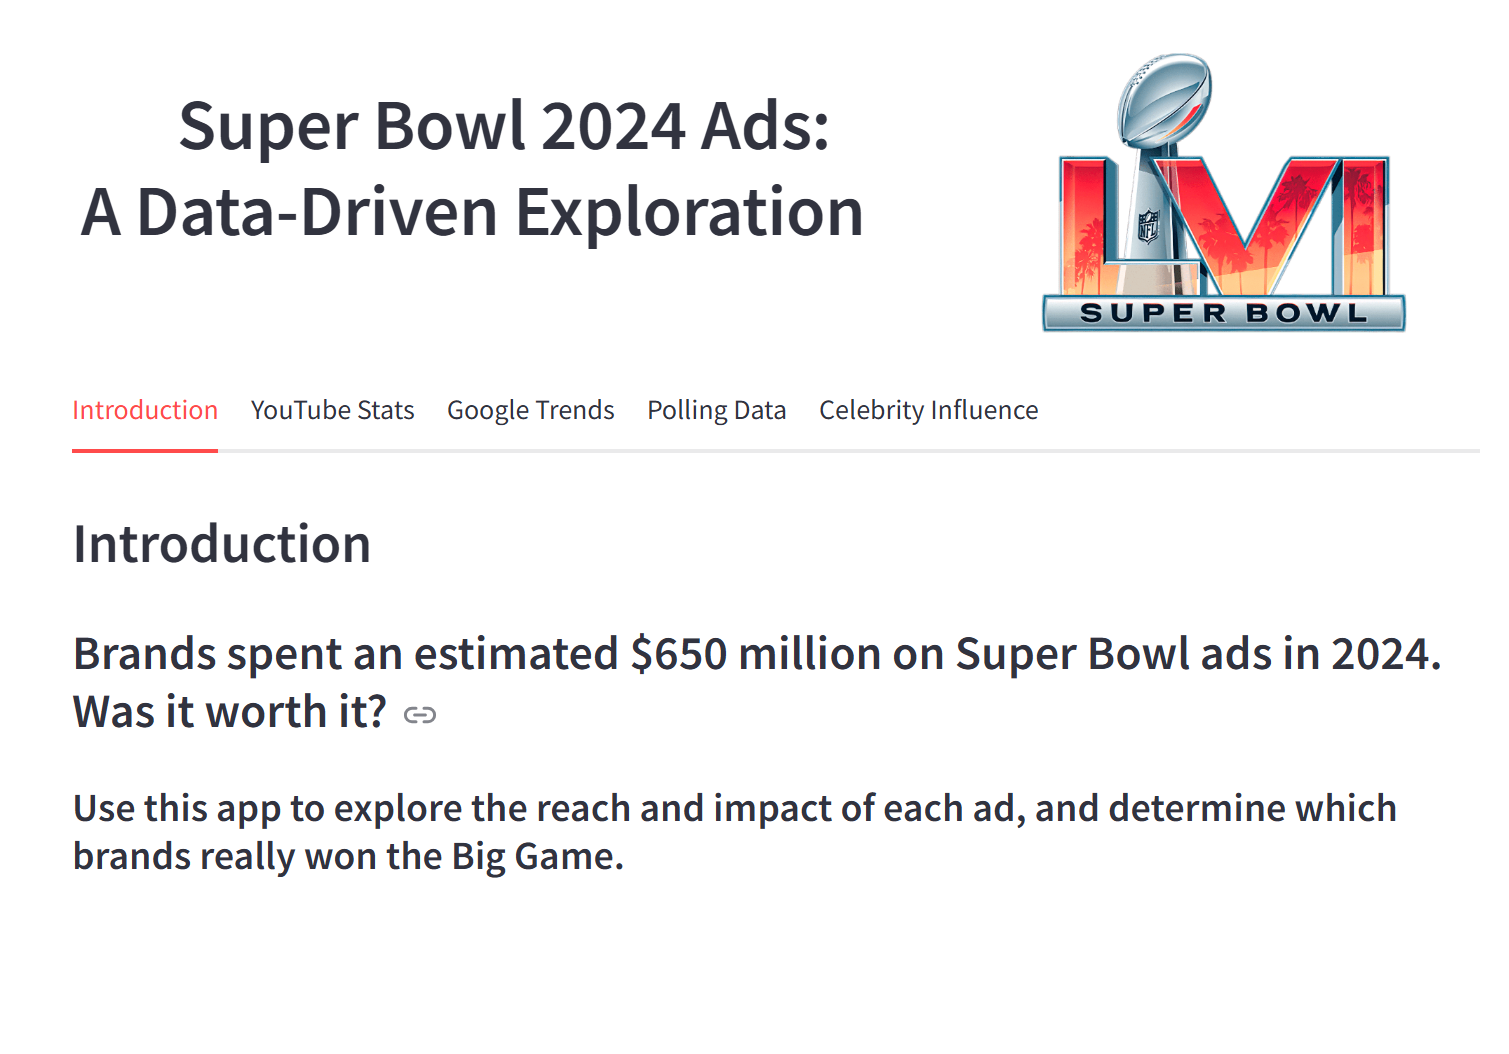 Super Bowl 2024 Ads:
A Data-Driven Exploration
LVI
NFL
SUPER BOWL
Introduction YouTube Stats Google Trends Polling Data Celebrity Influence
Introduction
Brands spent an estimated $650 million on Super Bowl ads in 2024.
Was it worth it?
Use this app to explore the reach and impact of each ad, and determine which
brands really won the Big Game.